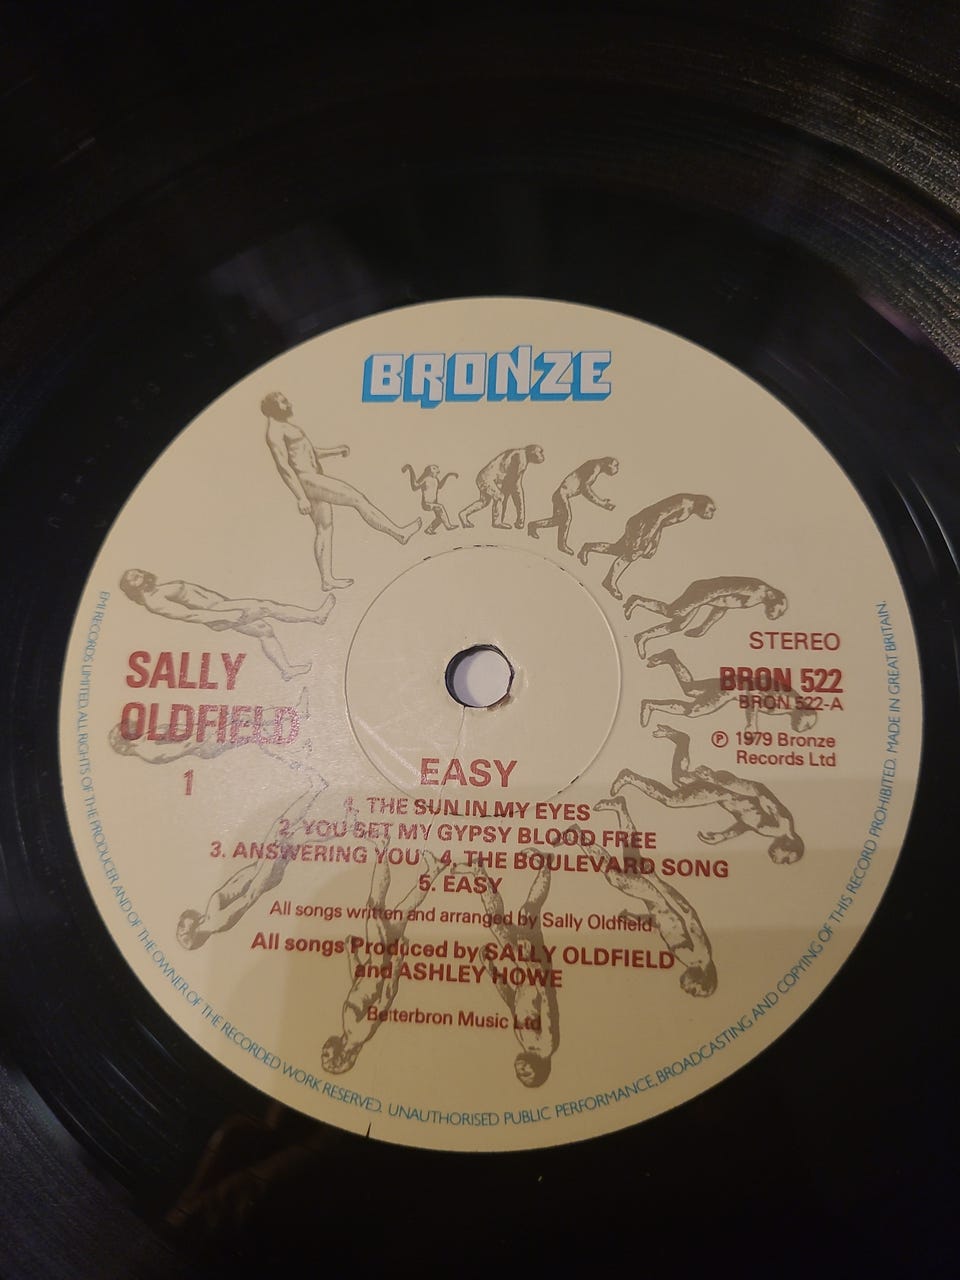 BRONZE
STEREO
BRON 522
BRON 522-A
Ⓟ 1979 Bronze
Records Ltd
SALLY
OLDFIELD
1
EASY
1. THE SUN IN MY EYES
2. YOU SET MY GYPSY BLOOD FREE
3. ANSWERING YOU 4. THE BOULEVARD SONG
5. EASY
All songs written and arranged by Sally Oldfield
All songs Produced by SALLY OLDFIELD
and ASHLEY HOWE
Betterbron Music Ltd
EMI RECORDS LIMITED. ALL RIGHTS OF THE PRODUCER AND OF THE OWNER OF THE RECORDED WORK RESERVED. UNAUTHORISED PUBLIC PERFORMANCE, BROADCASTING AND COPYING OF THIS RECORD PROHIBITED. MADE IN GREAT BRITAIN.